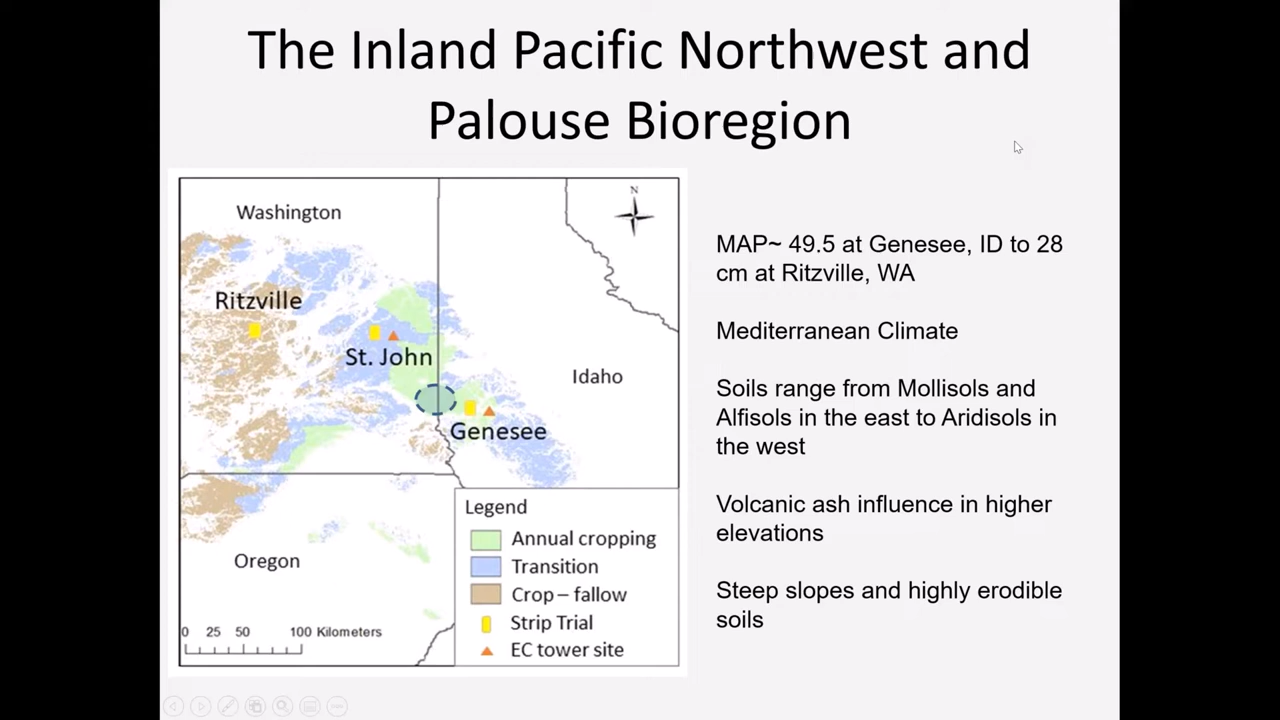 The Inland Pacific Northwest and
Palouse Bioregion
N
Washington
Ritzville
St. John
Idaho
Genesee
Oregon
Legend
Annual cropping
Transition
Crop – fallow
Strip Trial
EC tower site
0 25 50 100 Kilometers
MAP~ 49.5 at Genesee, ID to 28
cm at Ritzville, WA
Mediterranean Climate
Soils range from Mollisols and
Alfisols in the east to Aridisols in
the west
Volcanic ash influence in higher
elevations
Steep slopes and highly erodible
soils